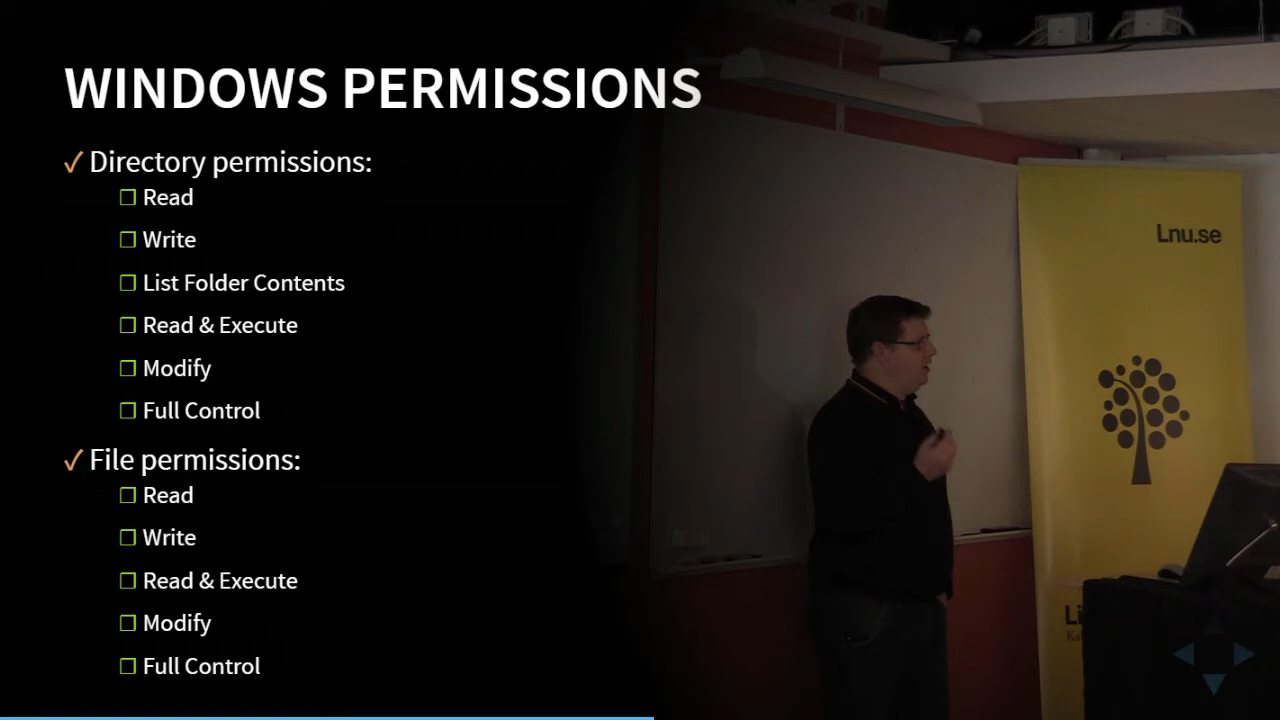 WINDOWS PERMISSIONS
✓ Directory permissions:
❐ Read
❐ Write
❐ List Folder Contents
❐ Read & Execute
❐ Modify
❐ Full Control
✓ File permissions:
❐ Read
❐ Write
❐ Read & Execute
❐ Modify
❐ Full Control
Lnu.se